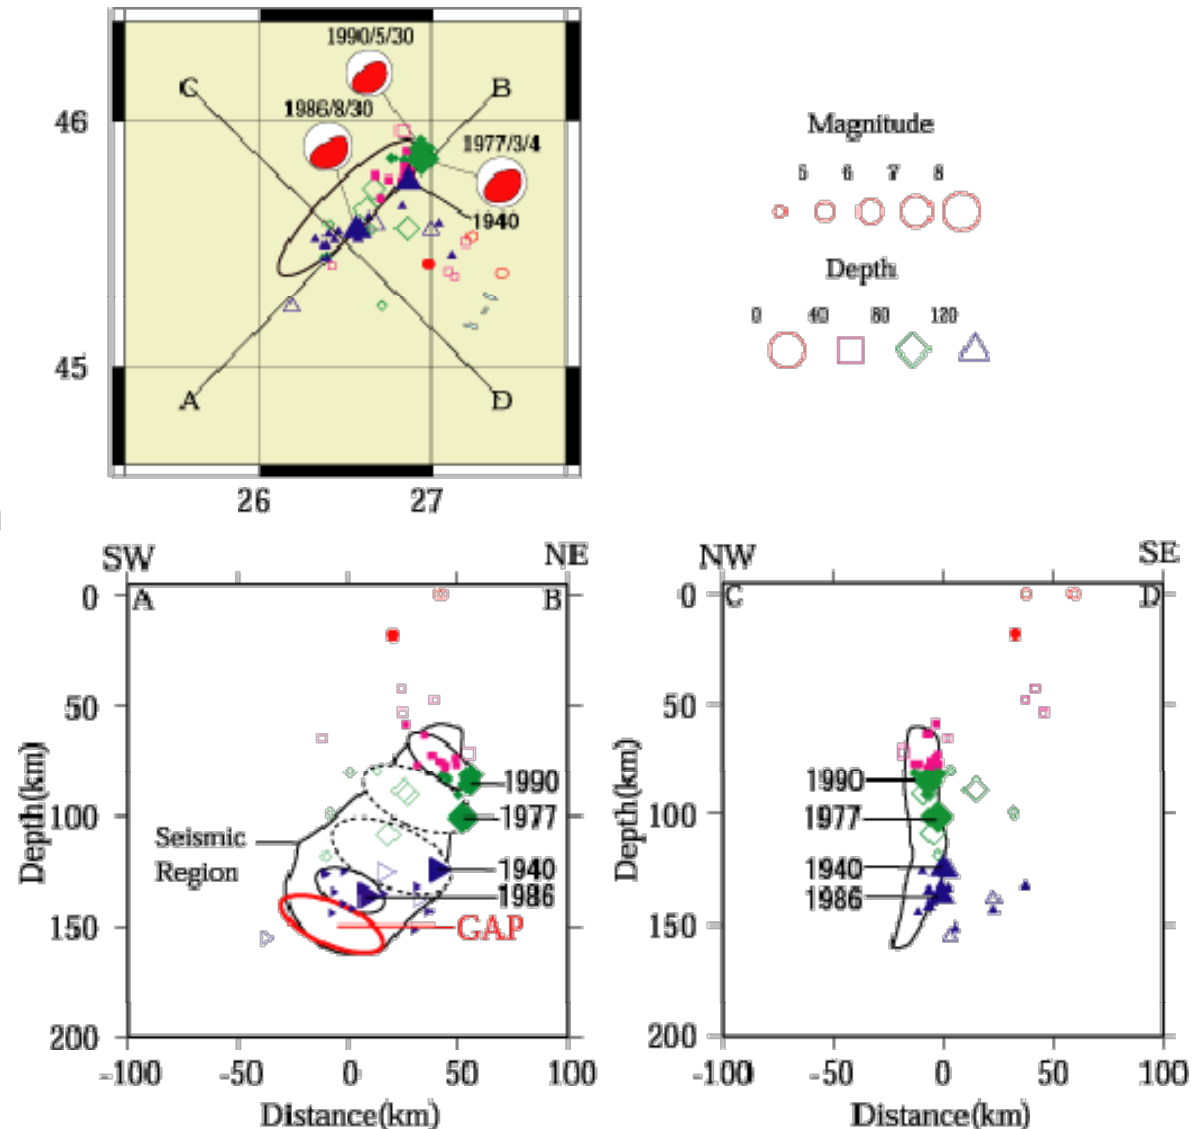 1990/5/30
C
B
1986/8/30
46
1977/3/4
1940
45
A
D
26
27
Magnitude
5 6 7 8
Depth
0 40 80 120
SW
NE
A
B
0
50
100
150
200
Depth(km)
1990
1977
Seismic
Region
1940
1986
GAP
-100 -50 0 50 100
Distance(km)
NW
SE
C
D
0
50
100
150
200
Depth(km)
1990
1977
1940
1986
-100 -50 0 50 100
Distance(km)